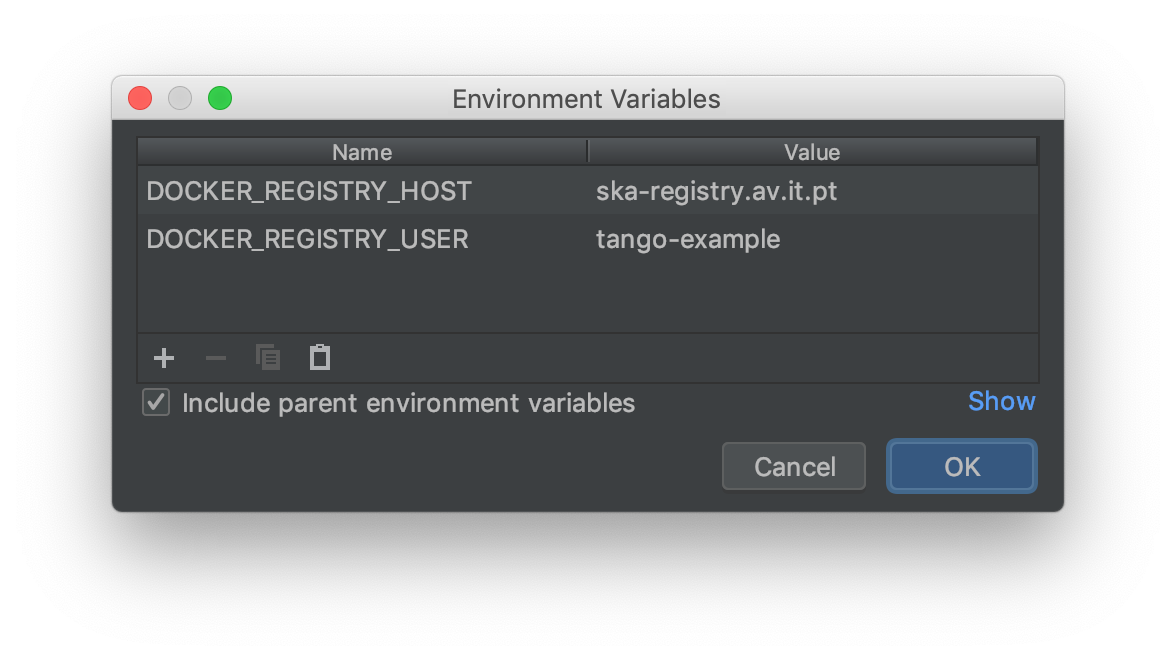 Environment Variables
Name Value
DOCKER_REGISTRY_HOST ska-registry.av.it.pt
DOCKER_REGISTRY_USER tango-example
Include parent environment variables Show
Cancel OK